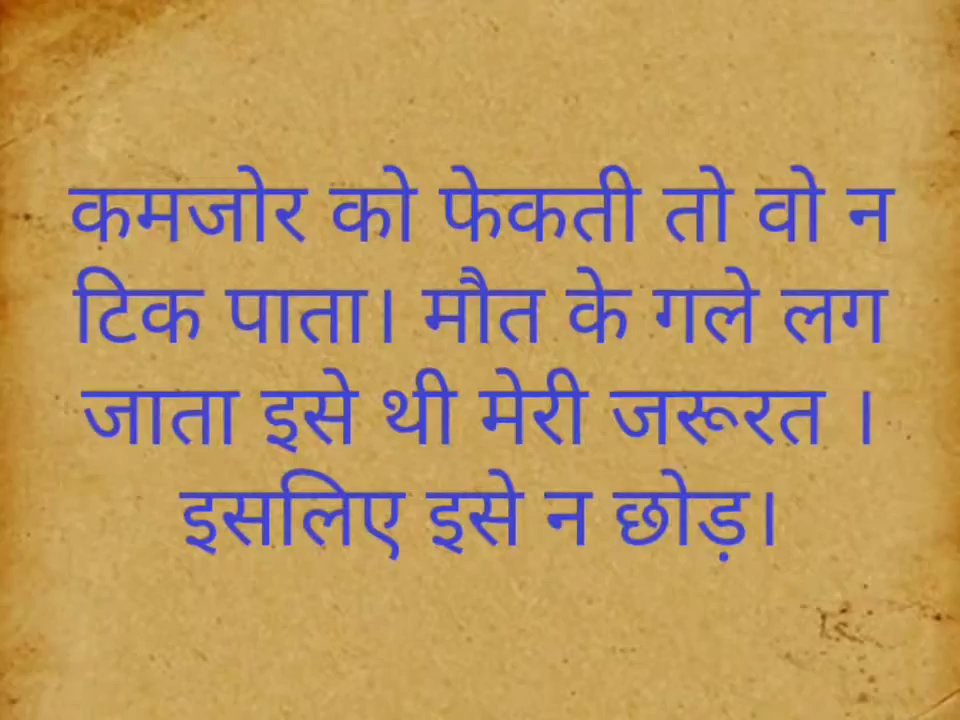 कमजोर को फेकती तो वो न
टिक पाता। मौत के गले लग
जाता इसे थी मेरी जरूरत ।
इसलिए इसे न छोड़।